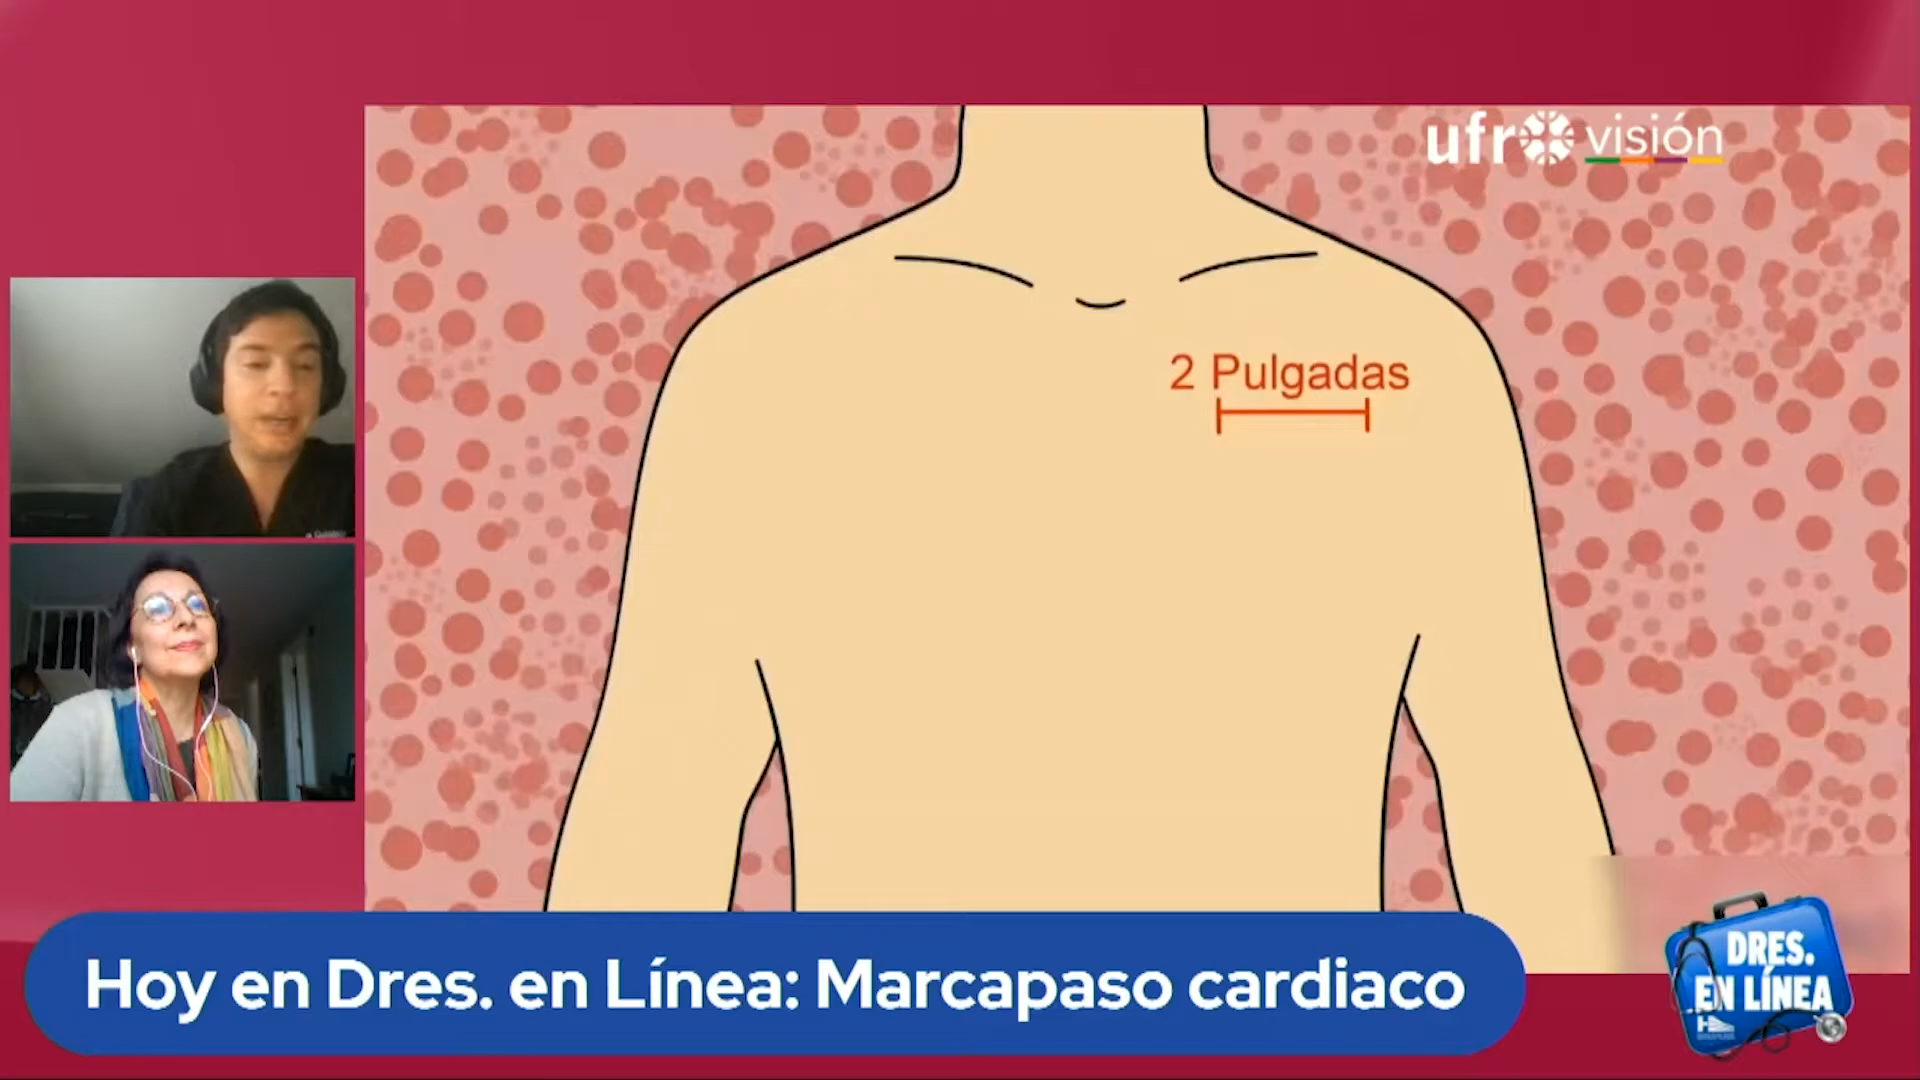 ufro visión
2 Pulgadas
Hoy en Dres. en Línea: Marcapaso cardiaco
DRES.
EN LÍNEA